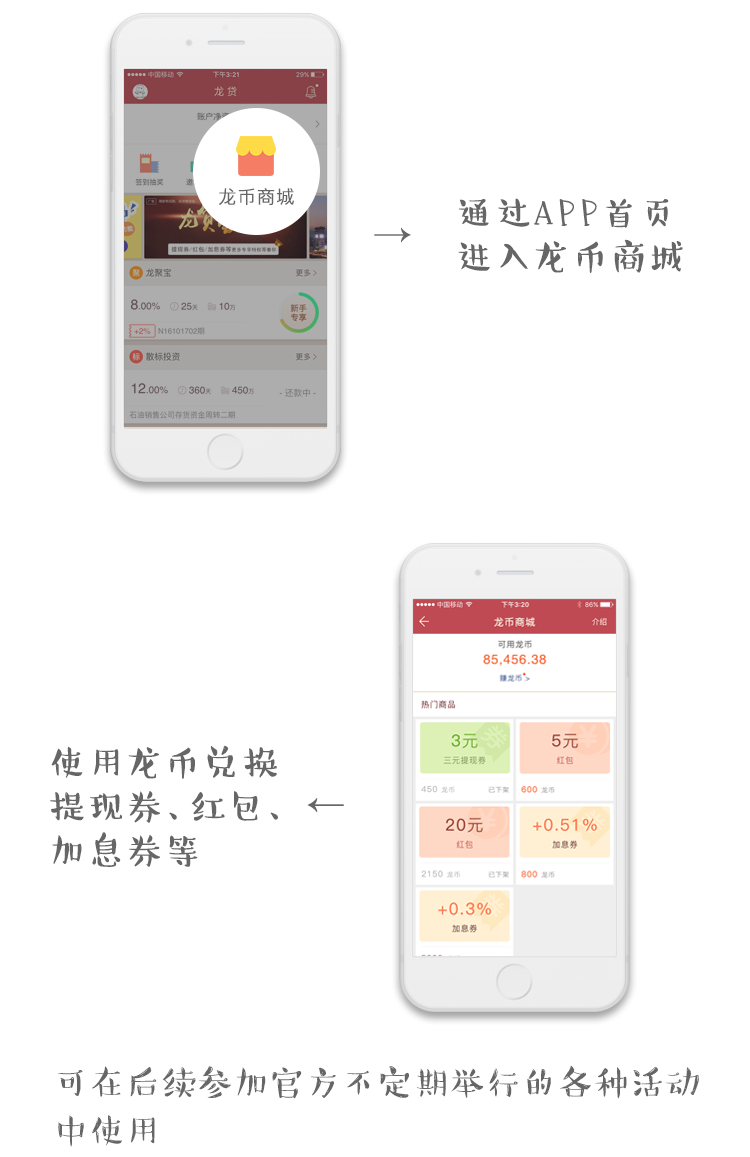 中国移动 下午3:21 29%
龙贷
账户净
龙币商城
签到抽奖
龙贷
提现券/红包/加息券等
聚 龙聚宝 更多 >
8.00% 25天 10万 新手专享
+2% N16101702期
标 散标投资 更多 >
12.00% 360天 450万 - 还款中 -
石油销售公司存货资金周转二期
→
通过APP首页
进入龙币商城
中国移动 下午3:20 86%
← 龙币商城 介绍
可用龙币
85,456.38
赚龙币 >
热门商品
3元 5元
三元提现券 红包
450 龙币 已下架 600 龙币
20元 +0.51%
红包 加息券
2150 龙币 已下架 800 龙币
+0.3%
加息券
使用龙币兑换
提现券、红包、 ←
加息券等
可在后续参加官方不定期举行的各种活动
中使用